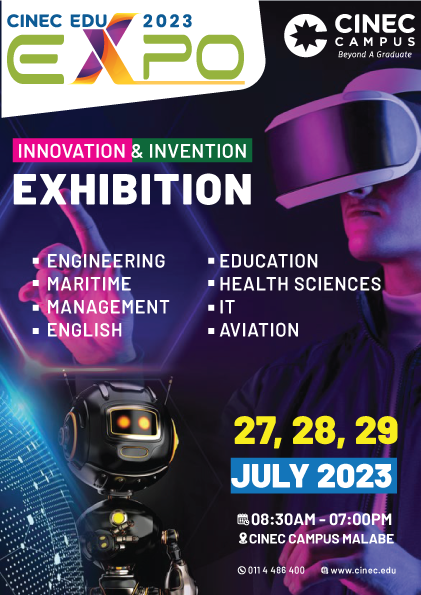 CINEC EDU 2023
EXPO
CINEC
CAMPUS
Beyond A Graduate
INNOVATION & INVENTION
EXHIBITION
ENGINEERING
MARITIME
MANAGEMENT
ENGLISH
EDUCATION
HEALTH SCIENCES
IT
AVIATION
27, 28, 29
JULY 2023
08:30AM - 07:00PM
CINEC CAMPUS MALABE
011 4 486 400 www.cinec.edu